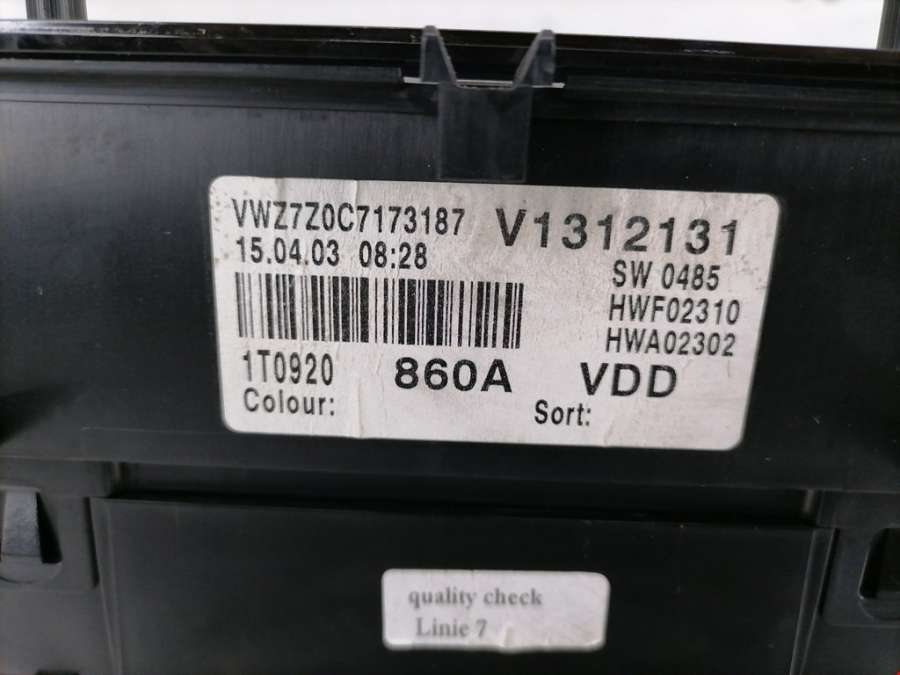 VWZ7Z0C7173187 V1312131
15.04.03 08:28 SW 0485
HWF02310
HWA02302
1T0920 860A VDD
Colour: Sort:
quality check
Linie 7